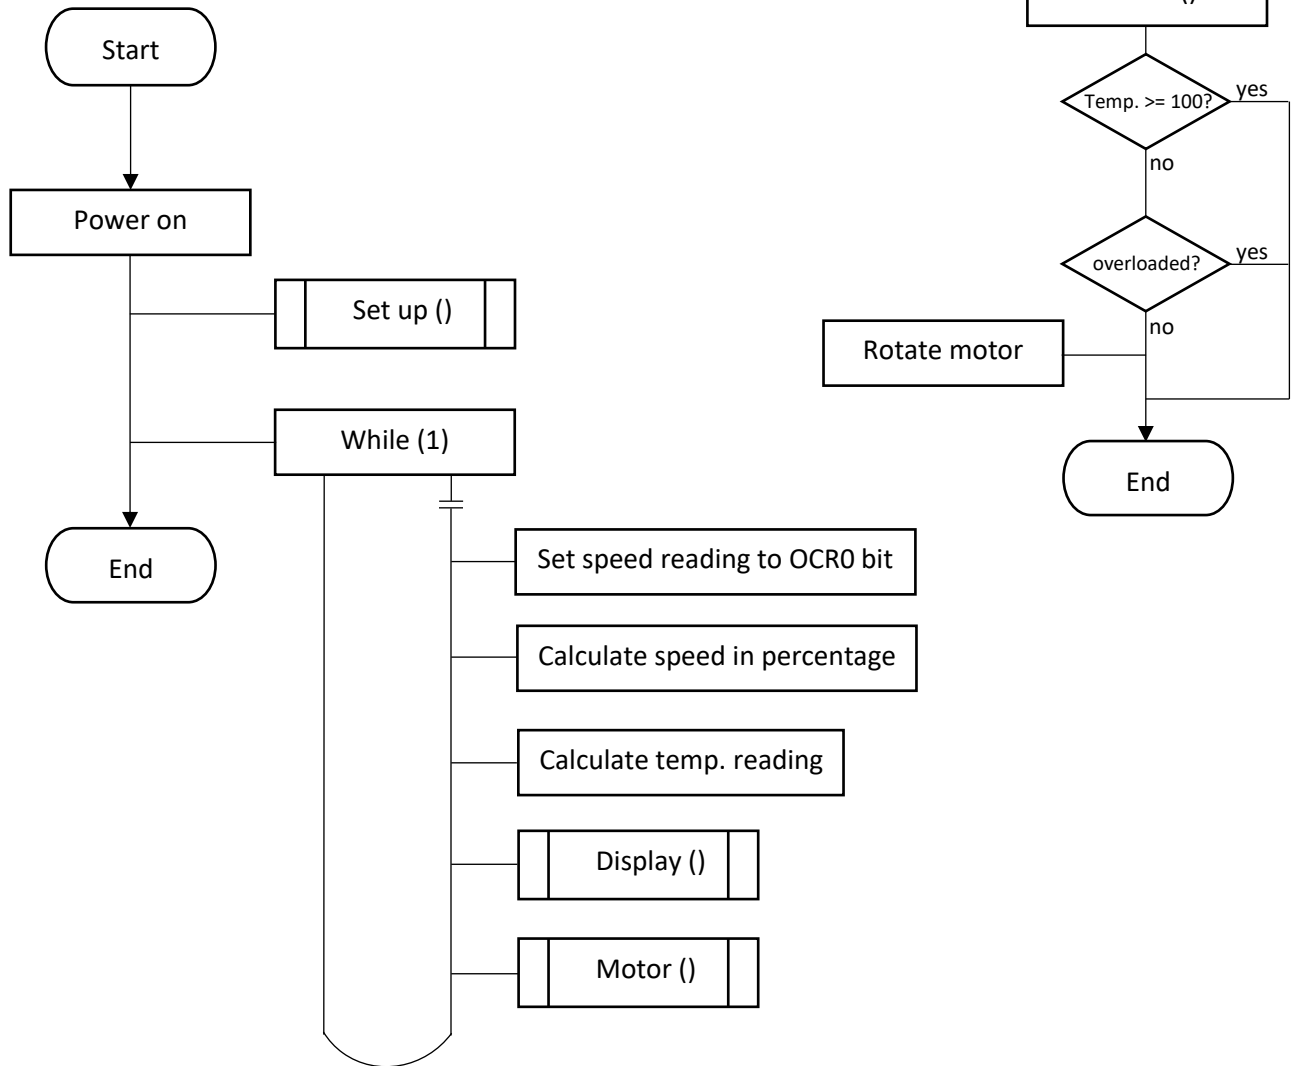 Start
Power on
Set up ()
While (1)
Set speed reading to OCR0 bit
Calculate speed in percentage
Calculate temp. reading
Display ()
Motor ()
End
()
Temp. >= 100?
yes
no
overloaded?
yes
no
Rotate motor
End